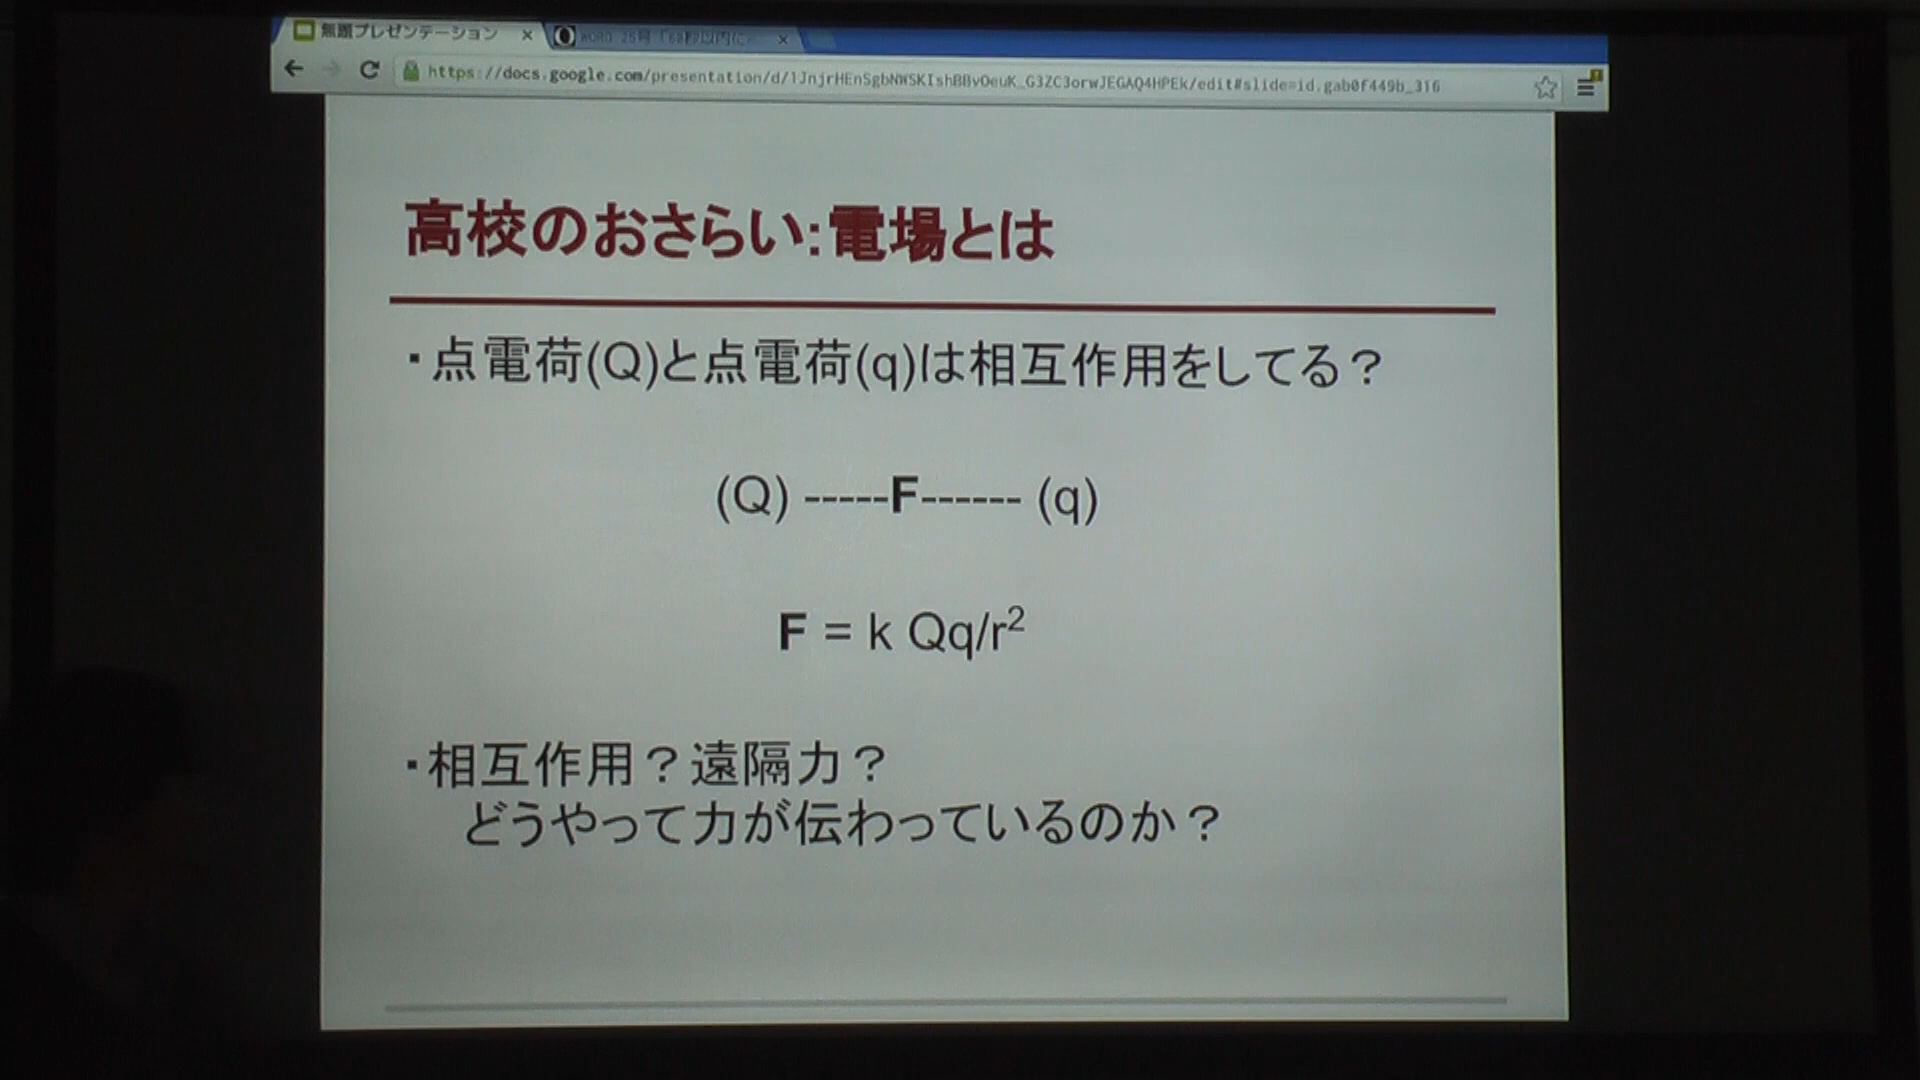 無題プレゼンテーション
https://docs.google.com/presentation/d/1JnjrHEnSgbNWSKIshBBvOeuK_G3ZC3orwJEGAQ4HPEk/edit#slide=id.gab0f449b_316
高校のおさらい:電場とは
・点電荷(Q)と点電荷(q)は相互作用をしてる？
(Q) -----F------ (q)
F = k Qq/r²
・相互作用？遠隔力？
どうやって力が伝わっているのか？